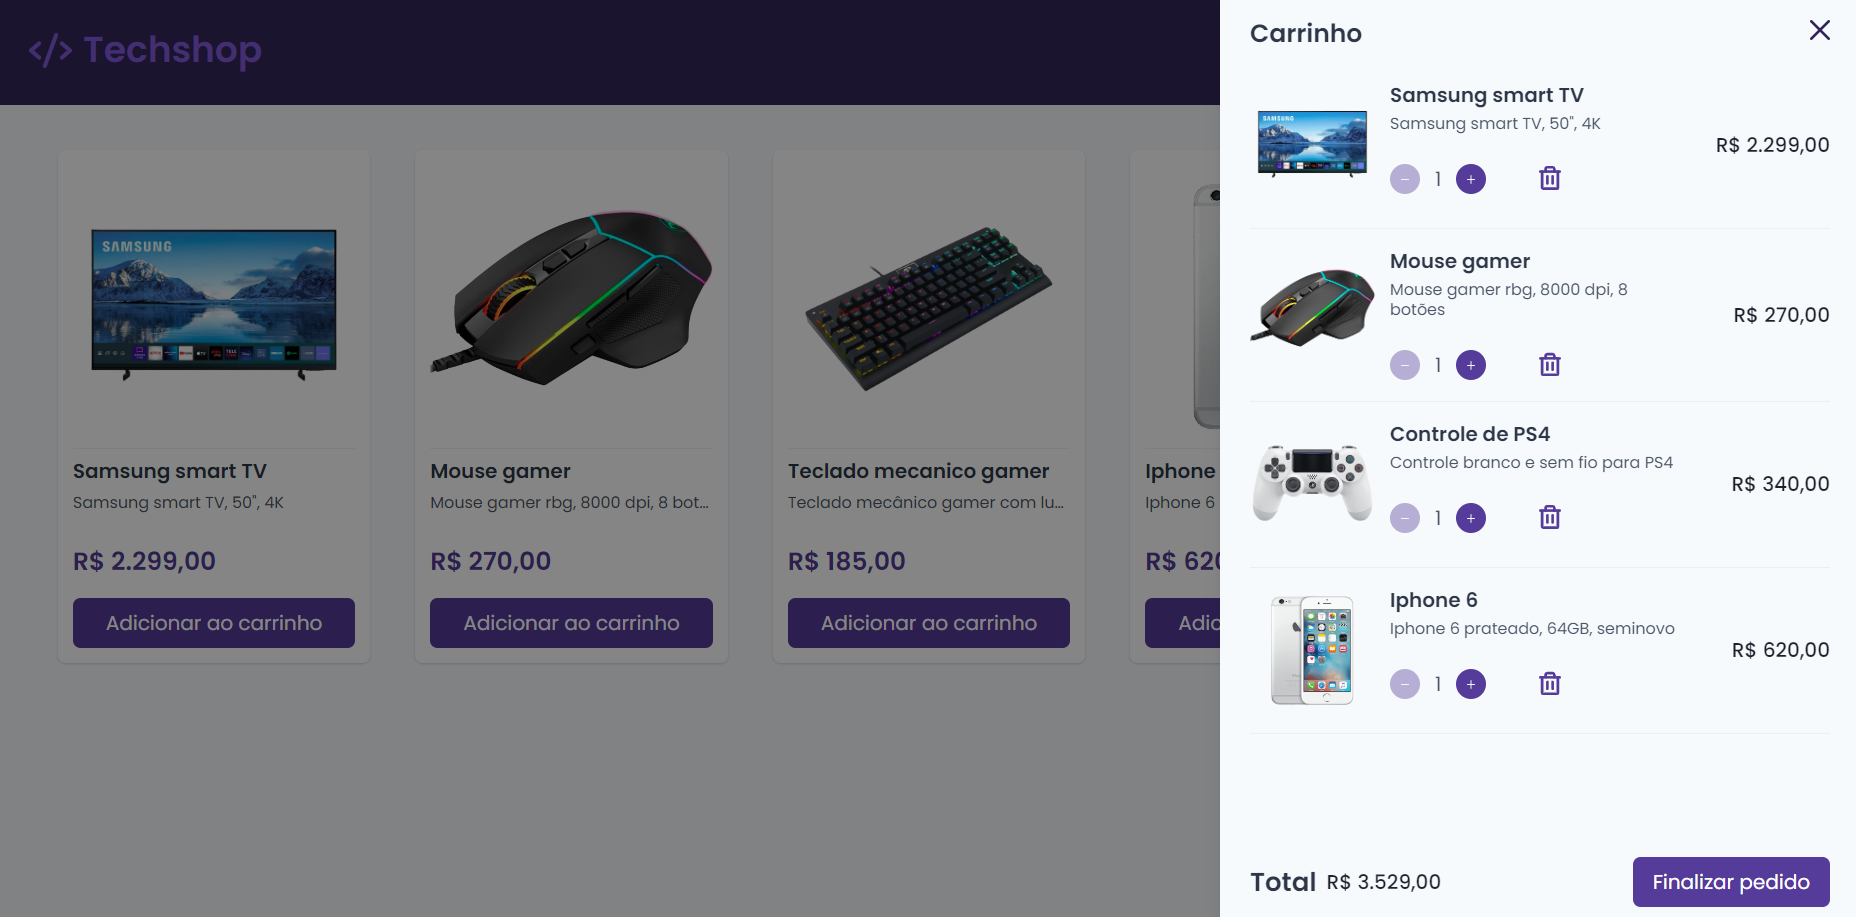 </> Techshop
SAMSUNG
Samsung smart TV
Samsung smart TV, 50", 4K
R$ 2.299,00
Adicionar ao carrinho
Mouse gamer
Mouse gamer rbg, 8000 dpi, 8 bot...
R$ 270,00
Adicionar ao carrinho
Teclado mecanico gamer
Teclado mecânico gamer com lu...
R$ 185,00
Adicionar ao carrinho
Iphone
Iphone 6
R$ 620
Adic
Carrinho
SAMSUNG
Samsung smart TV
Samsung smart TV, 50", 4K
R$ 2.299,00
− 1 +
Mouse gamer
Mouse gamer rbg, 8000 dpi, 8
botões
R$ 270,00
− 1 +
Controle de PS4
Controle branco e sem fio para PS4
R$ 340,00
− 1 +
Iphone 6
Iphone 6 prateado, 64GB, seminovo
R$ 620,00
− 1 +
Total R$ 3.529,00
Finalizar pedido